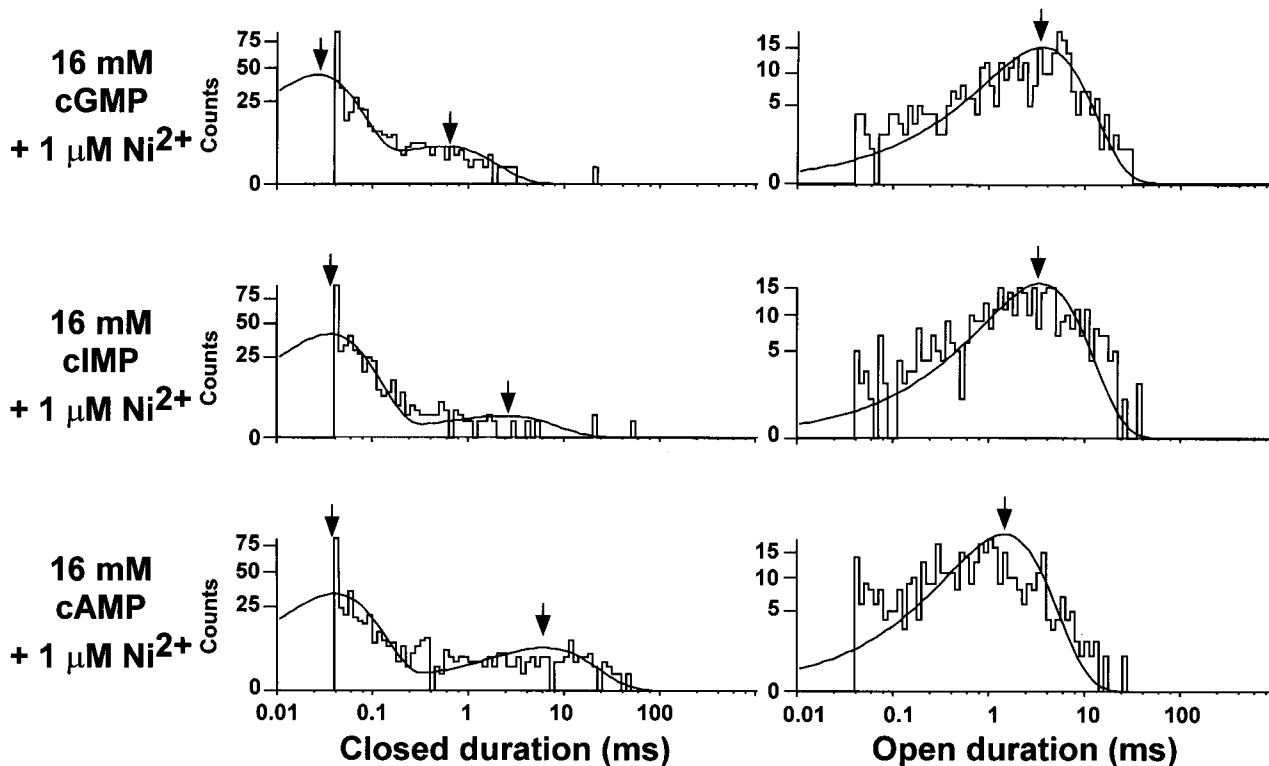 16 mM
cGMP
+ 1 μM Ni2+
Counts
75
50
25
0
15
10
5
0
16 mM
cIMP
+ 1 μM Ni2+
Counts
75
50
25
0
15
10
5
0
16 mM
cAMP
+ 1 μM Ni2+
Counts
75
50
25
0
15
10
5
0
0.01 0.1 1 10 100
Closed duration (ms)
0.01 0.1 1 10 100
Open duration (ms)